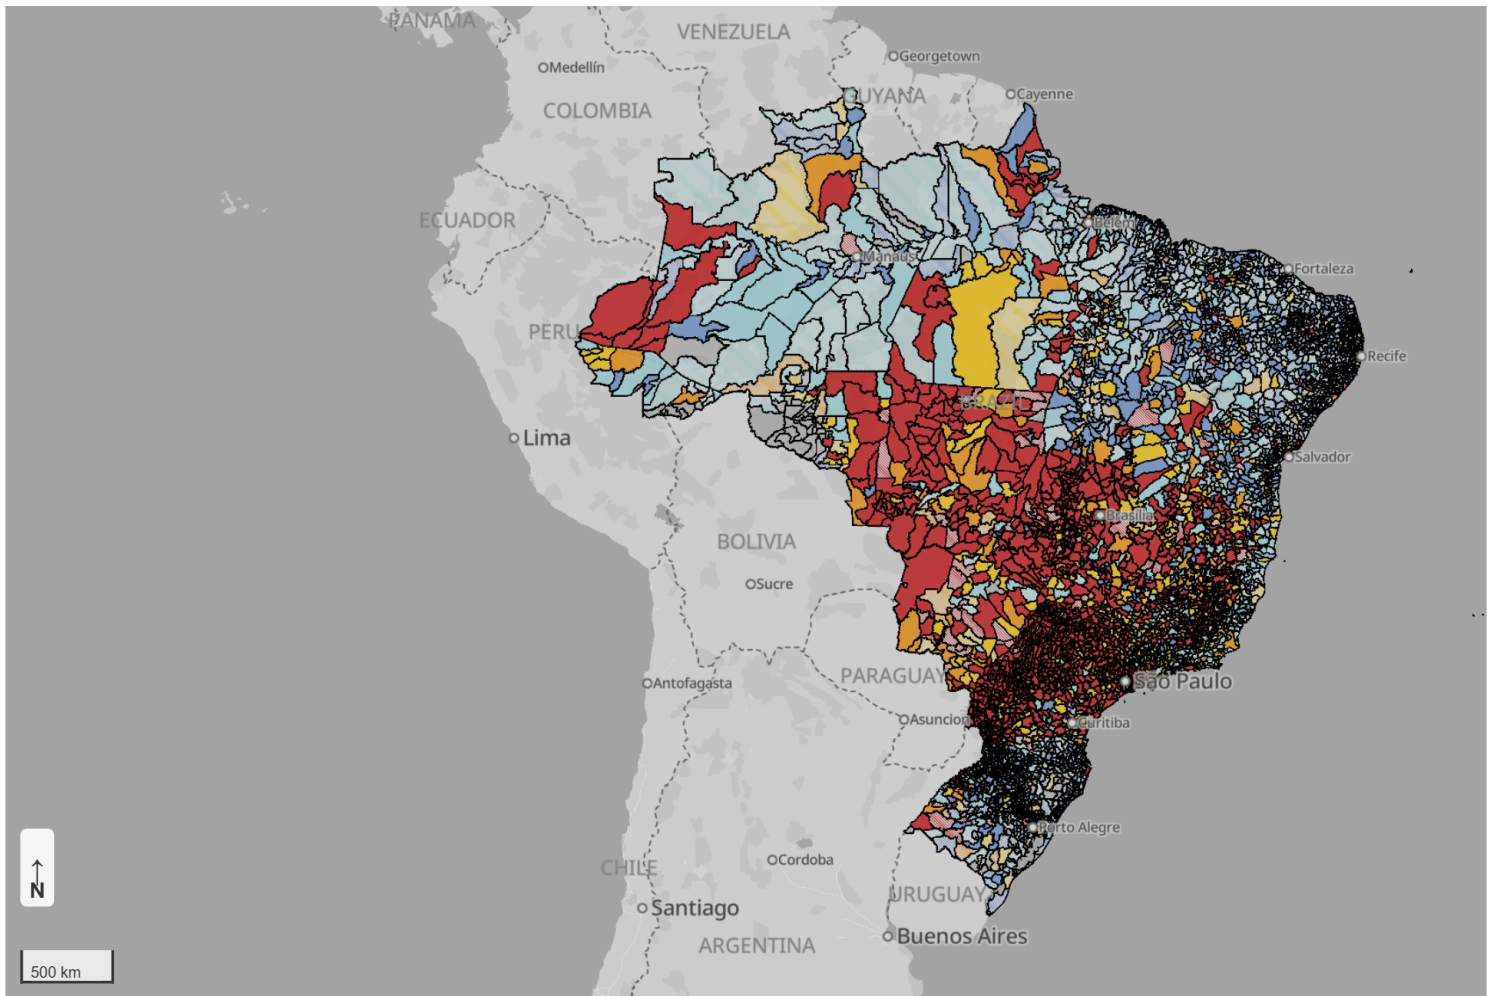 PANAMA
VENEZUELA
Georgetown
Medellín
GUYANA
Cayenne
COLOMBIA
ECUADOR
Belém
Manaus
Fortaleza
PERU
Recife
BRAZIL
Lima
Salvador
Brasília
BOLIVIA
Sucre
PARAGUAY
São Paulo
Antofagasta
Asuncion
Curitiba
Porto Alegre
Cordoba
CHILE
N
URUGUAY
Santiago
Buenos Aires
ARGENTINA
500 km